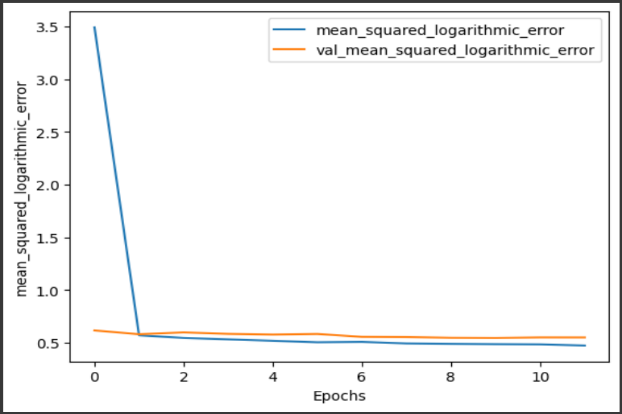 mean_squared_logarithmic_error
val_mean_squared_logarithmic_error
mean_squared_logarithmic_error
3.5
3.0
2.5
2.0
1.5
1.0
0.5
0 2 4 6 8 10
Epochs